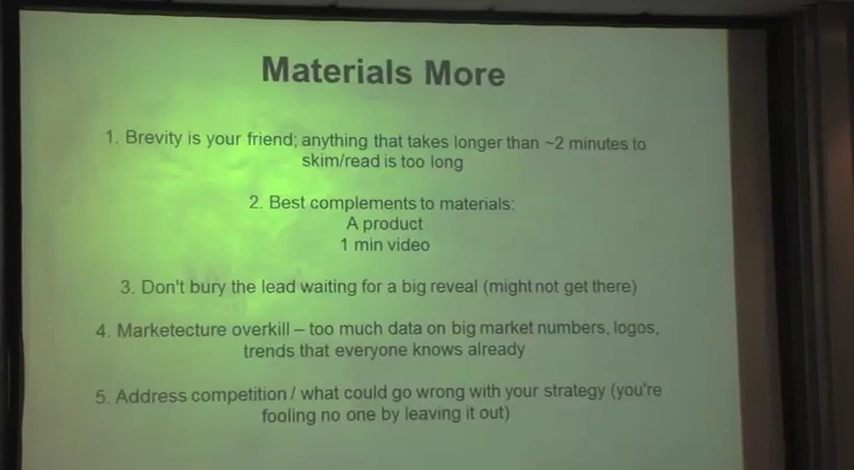 Materials More
1. Brevity is your friend; anything that takes longer than ~2 minutes to
skim/read is too long
2. Best complements to materials:
A product
1 min video
3. Don't bury the lead waiting for a big reveal (might not get there)
4. Marketecture overkill – too much data on big market numbers, logos,
trends that everyone knows already
5. Address competition / what could go wrong with your strategy (you're
fooling no one by leaving it out)